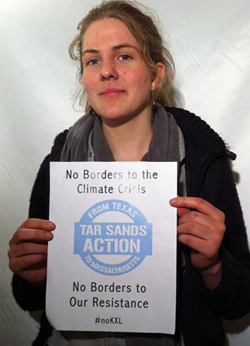 No Borders to the
Climate Crisis
FROM TEXAS
TAR SANDS
ACTION
TO MASSACHUSETTS
No Borders to
Our Resistance
#noKXL